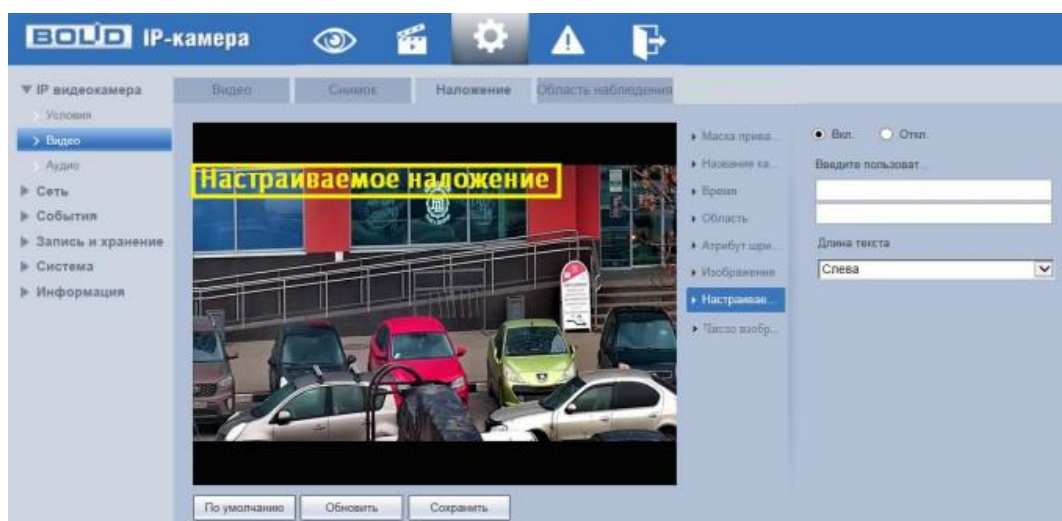 BOLID IP-камера
IP видеокамера
Условия
Видео
Аудио
Сеть
События
Запись и хранение
Система
Информация
Видео
Снимок
Наложение
Область наблюдения
Настраиваемое наложение
Маска прива...
Название ка...
Время
Область
Атрибут шри...
Изображение
Настраивае...
Число изобр...
Вкл.
Откл.
Введите пользоват...
Длина текста
Слева
По умолчанию
Обновить
Сохранить